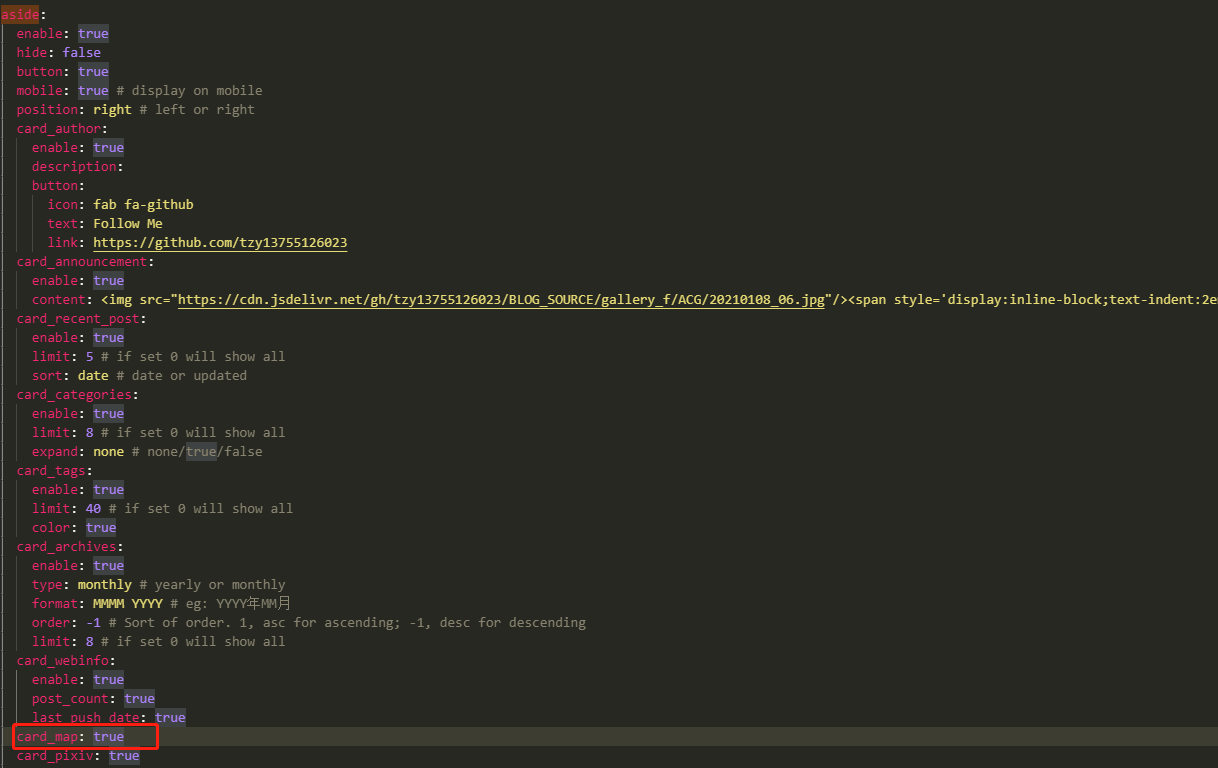 aside:
enable: true
hide: false
button: true
mobile: true # display on mobile
position: right # left or right
card_author:
enable: true
description:
button:
icon: fab fa-github
text: Follow Me
link: https://github.com/tzy13755126023
card_announcement:
enable: true
content: <img src="https://cdn.jsdelivr.net/gh/tzy13755126023/BLOG_SOURCE/gallery_f/ACG/20210108_06.jpg"/><span style='display:inline-block;text-indent:2e
card_recent_post:
enable: true
limit: 5 # if set 0 will show all
sort: date # date or updated
card_categories:
enable: true
limit: 8 # if set 0 will show all
expand: none # none/true/false
card_tags:
enable: true
limit: 40 # if set 0 will show all
color: true
card_archives:
enable: true
type: monthly # yearly or monthly
format: MMMM YYYY # eg: YYYY年MM月
order: -1 # Sort of order. 1, asc for ascending; -1, desc for descending
limit: 8 # if set 0 will show all
card_webinfo:
enable: true
post_count: true
last_push_date: true
card_map: true
card_pixiv: true